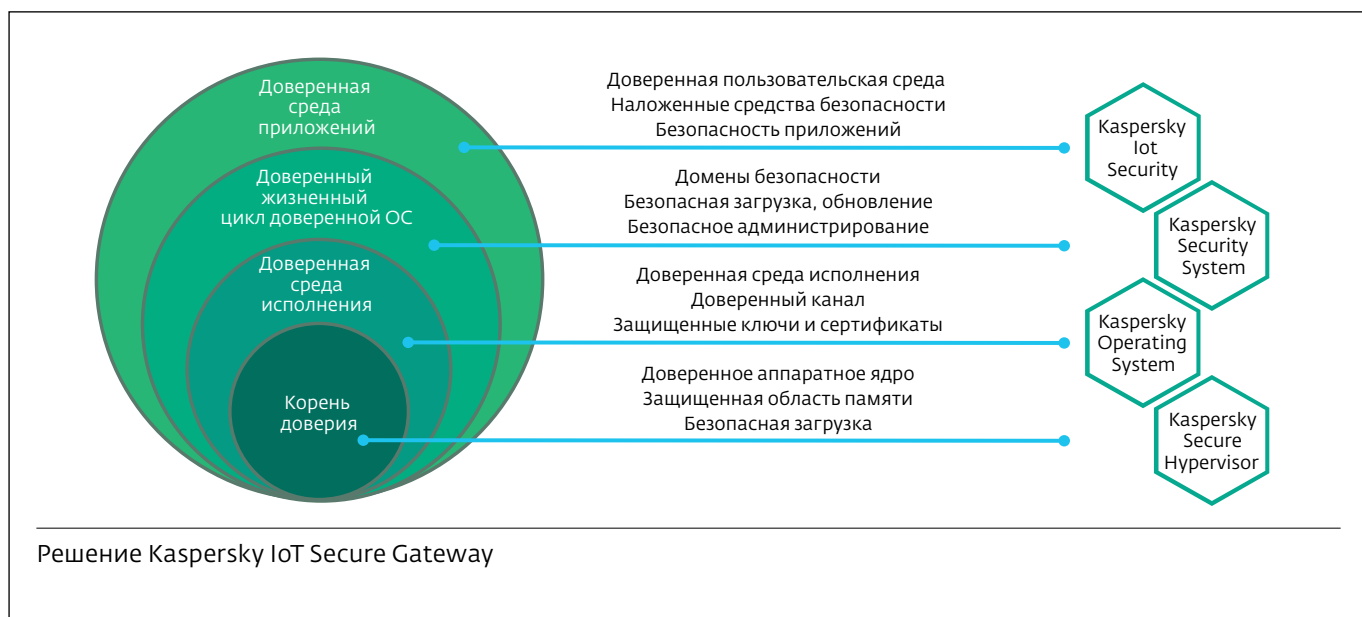 Доверенная
среда
приложений
Доверенный
жизненный
цикл доверенной ОС
Доверенная
среда
исполнения
Корень
доверия
Доверенная пользовательская среда
Наложенные средства безопасности
Безопасность приложений
Домены безопасности
Безопасная загрузка, обновление
Безопасное администрирование
Доверенная среда исполнения
Доверенный канал
Защищенные ключи и сертификаты
Доверенное аппаратное ядро
Защищенная область памяти
Безопасная загрузка
Kaspersky
Iot
Security
Kaspersky
Security
System
Kaspersky
Operating
System
Kaspersky
Secure
Hypervisor
Решение Kaspersky IoT Secure Gateway